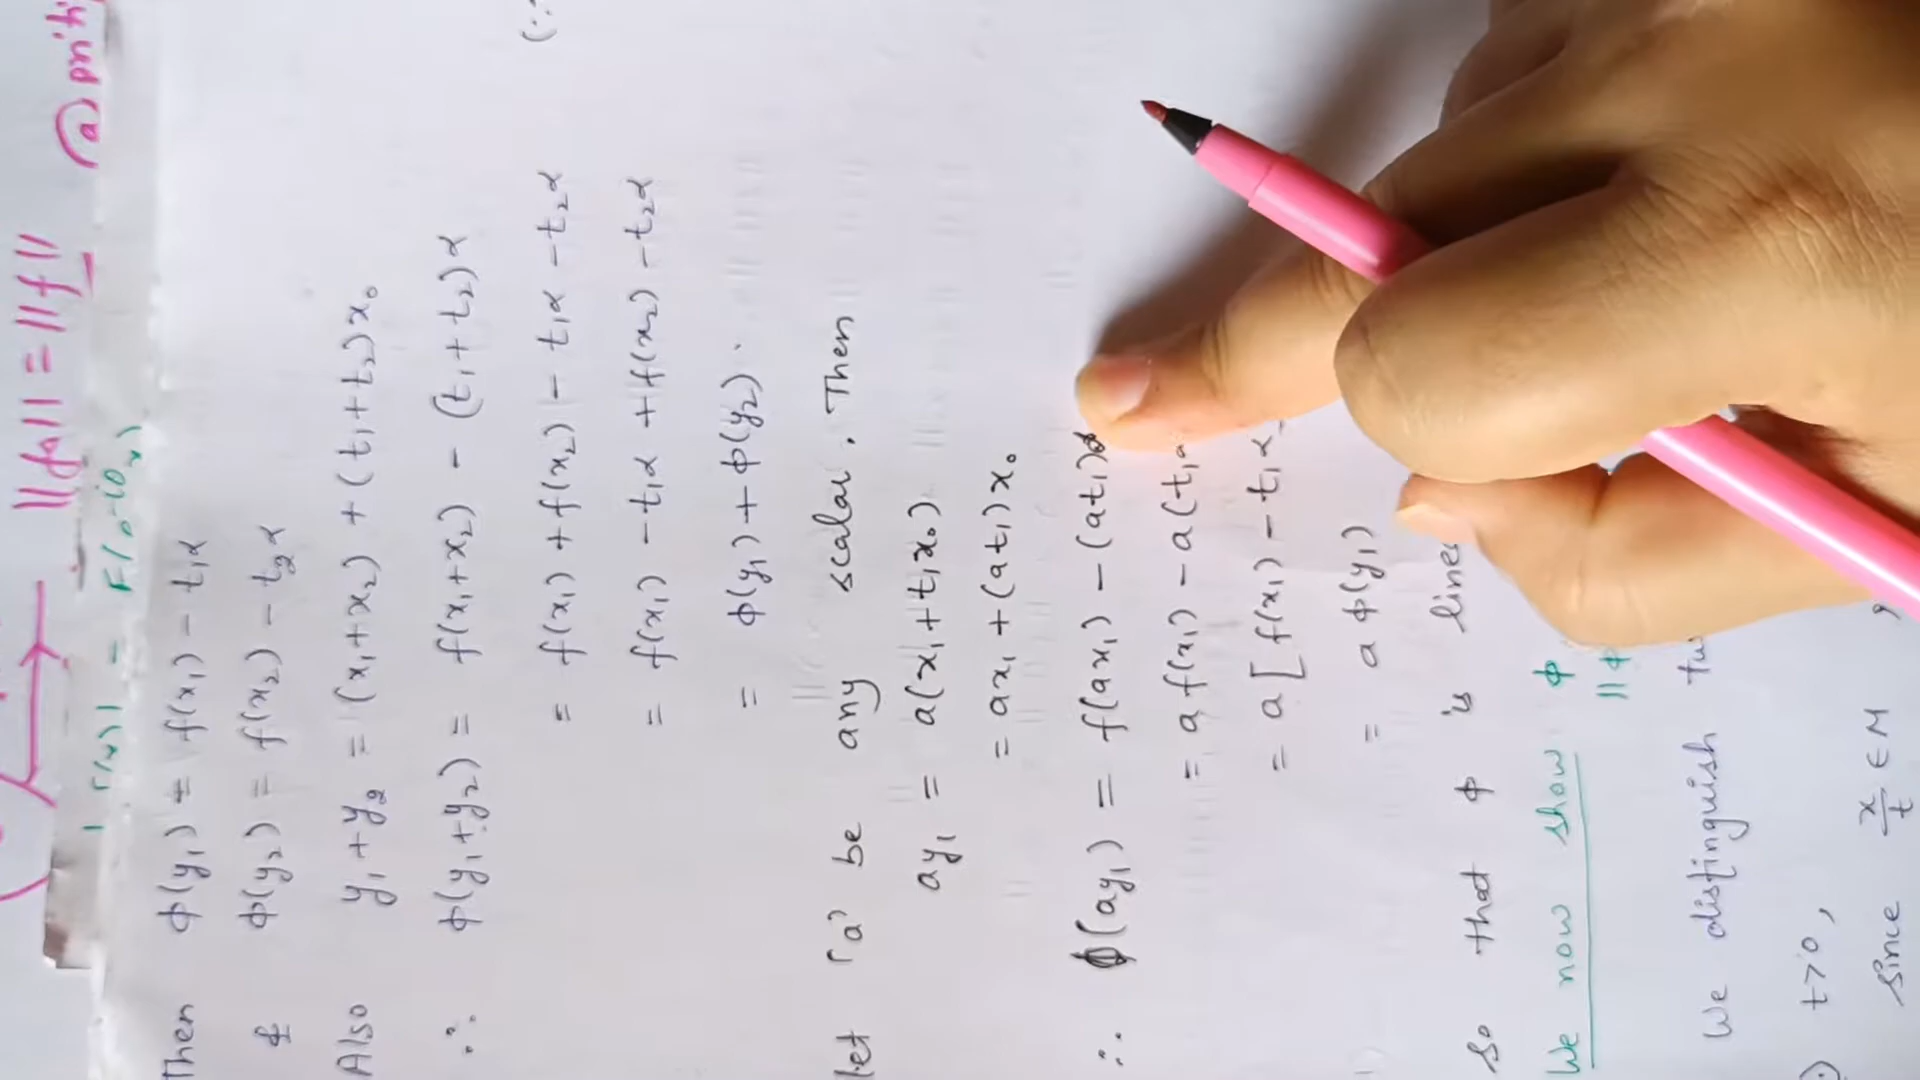 ||fa|| = ||f||
Then φ(y₁) = f(x₁) - t₁α
& φ(y₂) = f(x₂) - t₂α
Also y₁ + y₂ = (x₁ + x₂) + (t₁ + t₂)x₀
∴ φ(y₁ + y₂) = f(x₁ + x₂) - (t₁ + t₂)α
= f(x₁) + f(x₂) - t₁α - t₂α (∵
= f(x₁) - t₁α + f(x₂) - t₂α
= φ(y₁) + φ(y₂).
Let 'a' be any scalar. Then
ay₁ = a(x₁ + t₁x₀)
= ax₁ + (at₁)x₀
∴ φ(ay₁) = f(ax₁) - (at₁)α
= af(x₁) - a(t₁α
= a[f(x₁) - t₁α
= aφ(y₁)
So that φ is
We now show φ
||φ
We distinguish
t>0,
Since x/t ∈ M